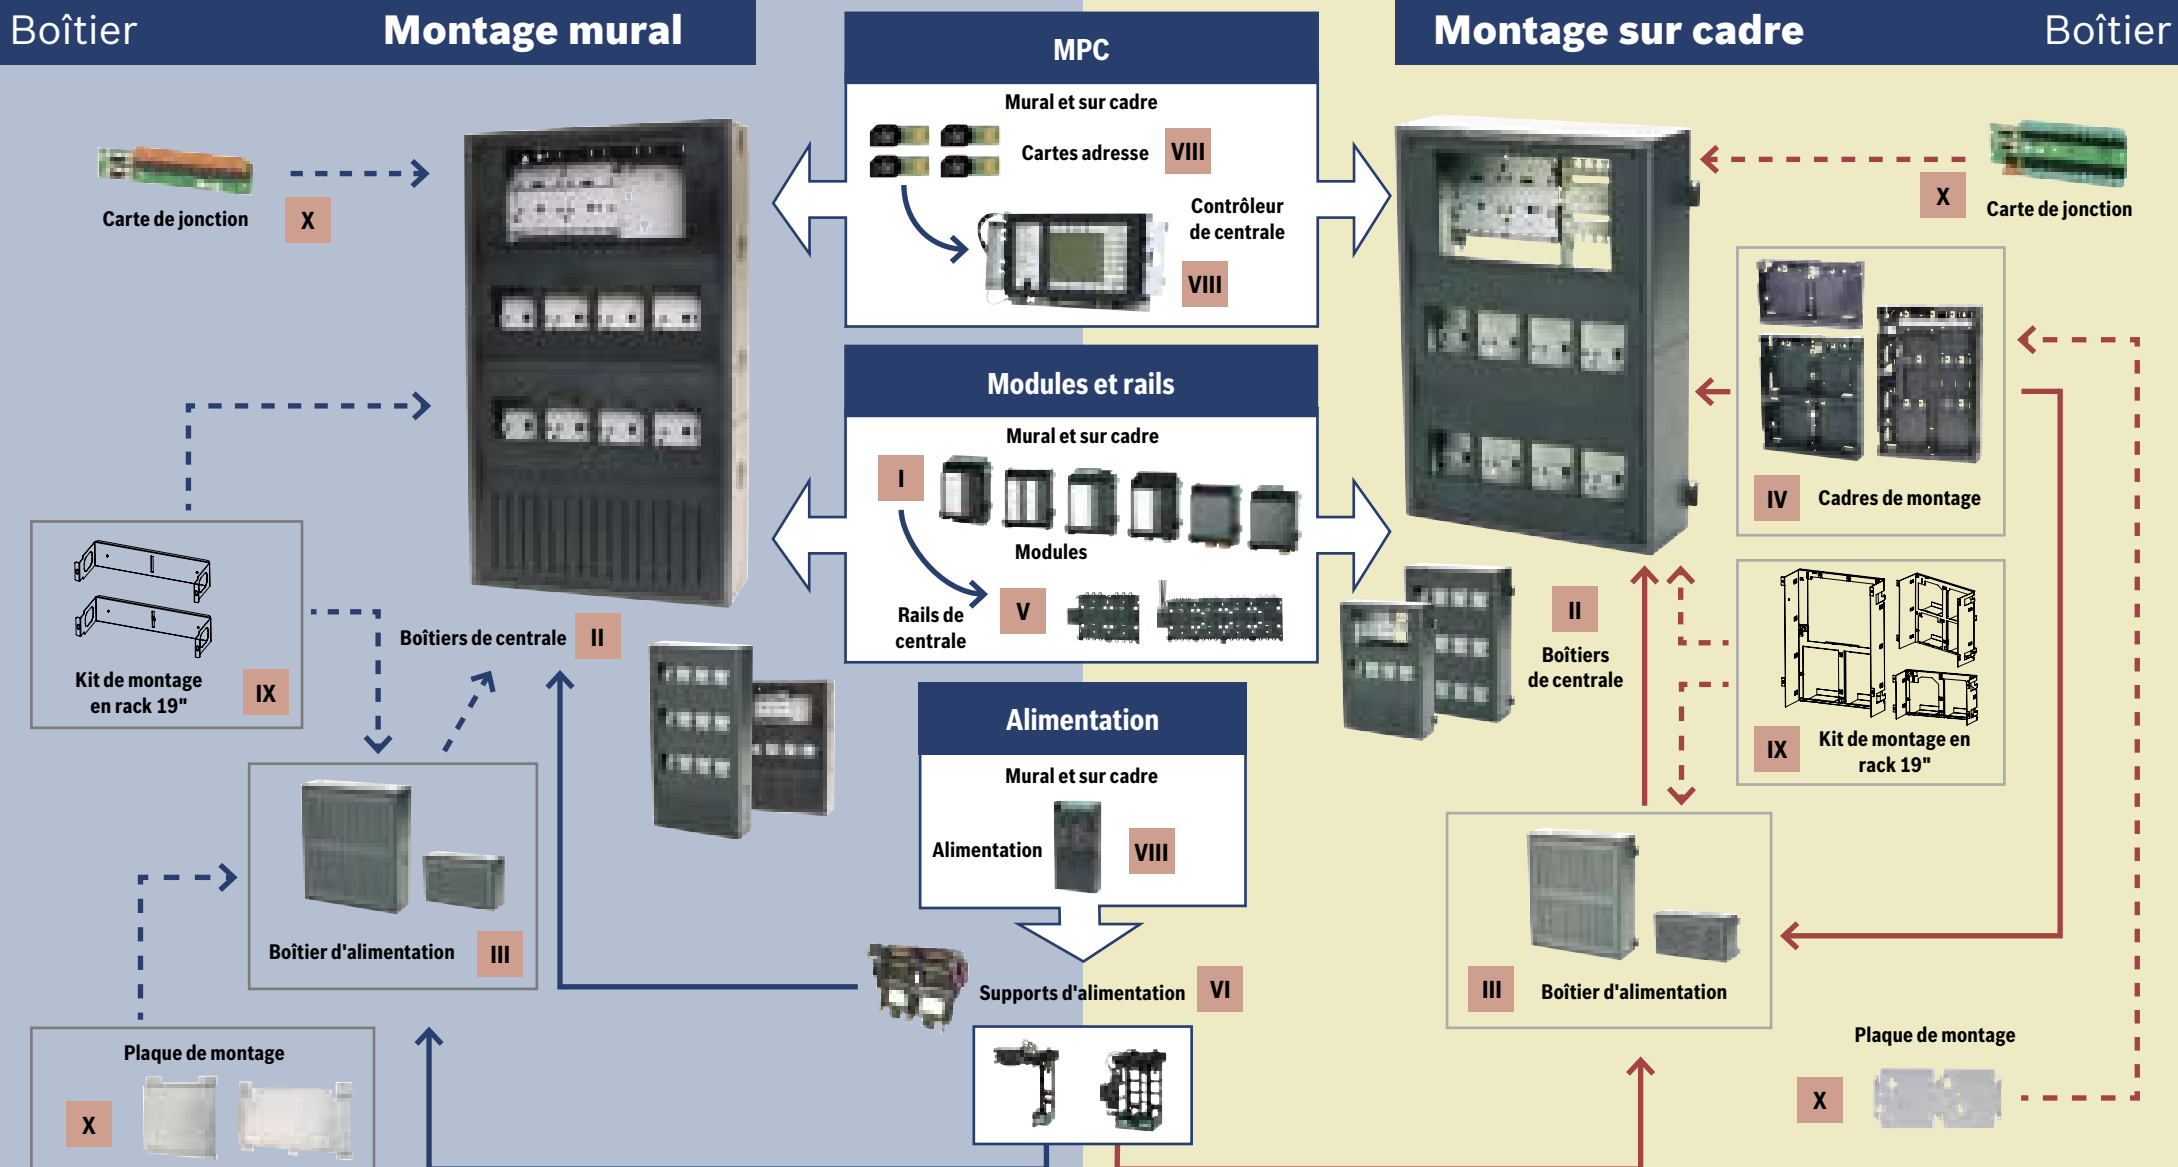 Boîtier
Montage mural
Carte de jonction
X
Kit de montage
en rack 19"
IX
Boîtiers de centrale
II
Boîtier d'alimentation
III
Plaque de montage
X
MPC
Mural et sur cadre
Cartes adresse
VIII
Contrôleur
de centrale
VIII
Modules et rails
Mural et sur cadre
I
Modules
Rails de
centrale
V
Alimentation
Mural et sur cadre
Alimentation
VIII
Supports d'alimentation
VI
Montage sur cadre
Boîtier
X
Carte de jonction
IV
Cadres de montage
II
Boîtiers
de centrale
IX
Kit de montage en
rack 19"
III
Boîtier d'alimentation
Plaque de montage
X